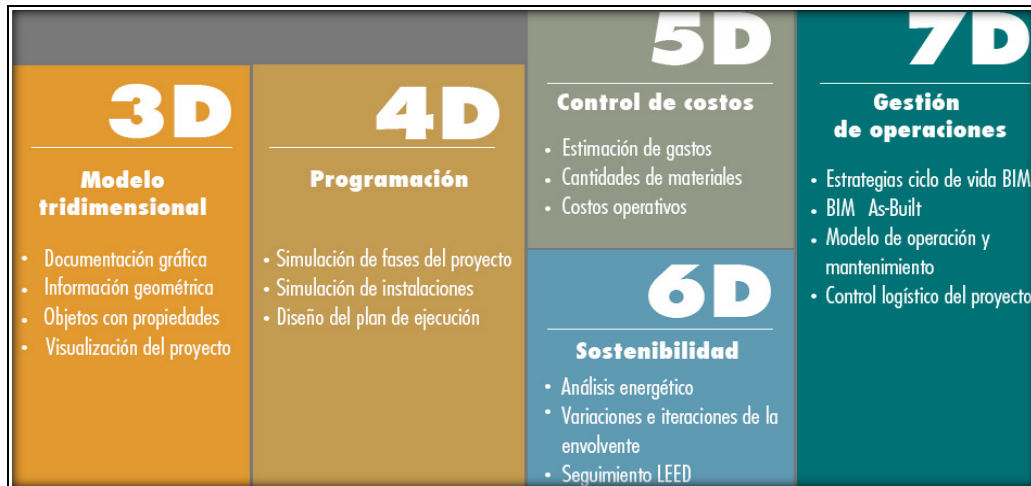 3D
Modelo
tridimensional
• Documentación gráfica
• Información geométrica
• Objetos con propiedades
• Visualización del proyecto
4D
Programación
• Simulación de fases del proyecto
• Simulación de instalaciones
• Diseño del plan de ejecución
5D
Control de costos
• Estimación de gastos
• Cantidades de materiales
• Costos operativos
6D
Sostenibilidad
• Análisis energético
• Variaciones e iteraciones de la
envolvente
• Seguimiento LEED
7D
Gestión
de operaciones
• Estrategias ciclo de vida BIM
• BIM As-Built
• Modelo de operación y
mantenimiento
• Control logístico del proyecto